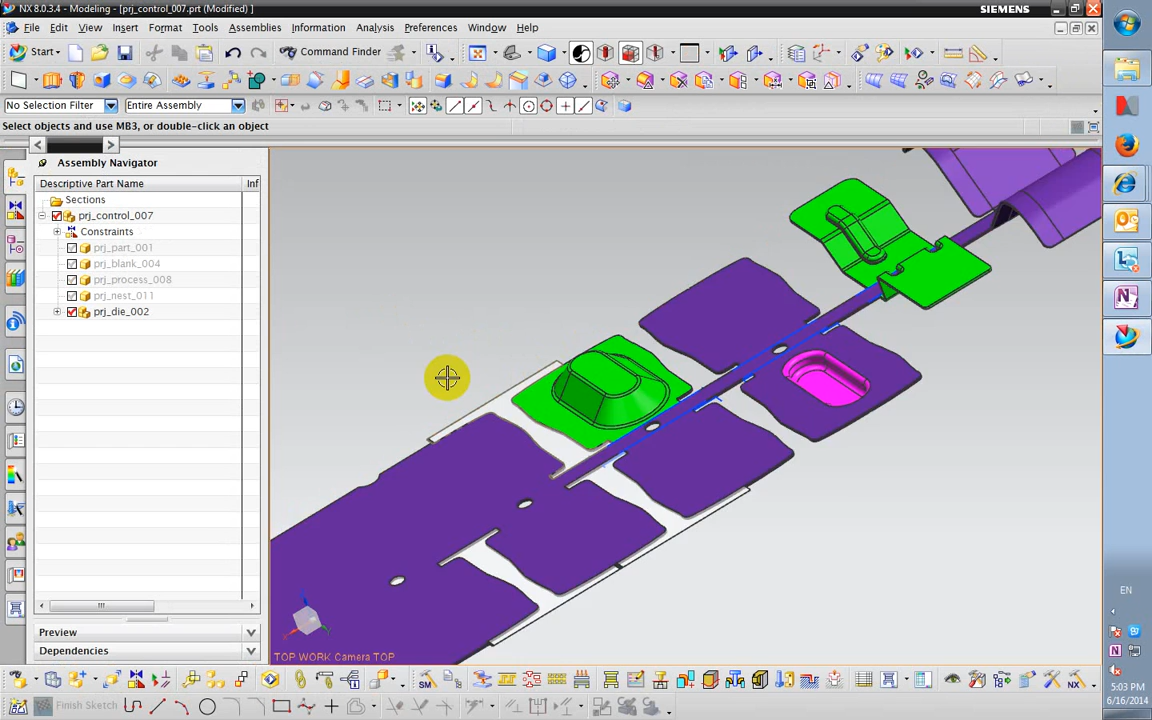 NX 8.0.3.4 - Modeling - [prj_control_007.prt (Modified) ]
SIEMENS
File Edit View Insert Format Tools Assemblies Information Analysis Preferences Window Help
Start
Command Finder
No Selection Filter
Entire Assembly
Select objects and use MB3, or double-click an object
Assembly Navigator
Descriptive Part Name
Inf
Sections
prj_control_007
Constraints
prj_part_001
prj_blank_004
prj_process_008
prj_nest_011
prj_die_002
Preview
Dependencies
TOP WORK Camera TOP
SM
NX
Finish Sketch
EN
5:03 PM
6/16/2014